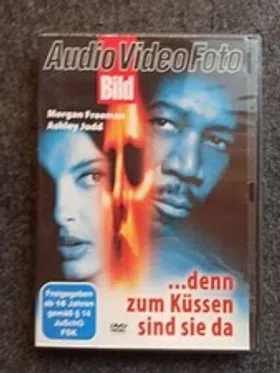 Audio Video Foto
Bild
Morgan Freeman
Ashley Judd
...denn
zum Küssen
sind sie da
Freigegeben
ab 16 Jahren
gemäß § 14
JuSchG
FSK
DVD